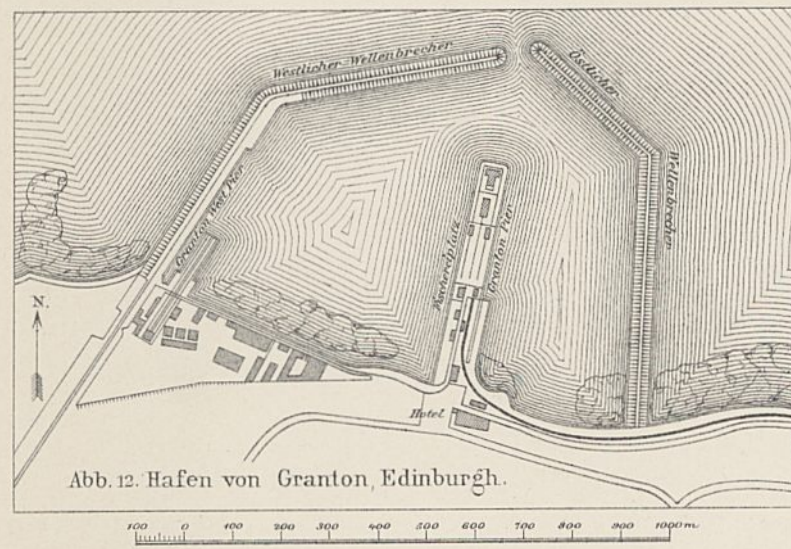 Westlicher Wellenbrecher
Östlicher
Wellenbrecher
Granton West Pier
Fischereiplatz
Granton Pier
N.
Hotel
Abb. 12. Hafen von Granton, Edinburgh.
100 0 100 200 300 400 500 600 700 800 900 1000 m